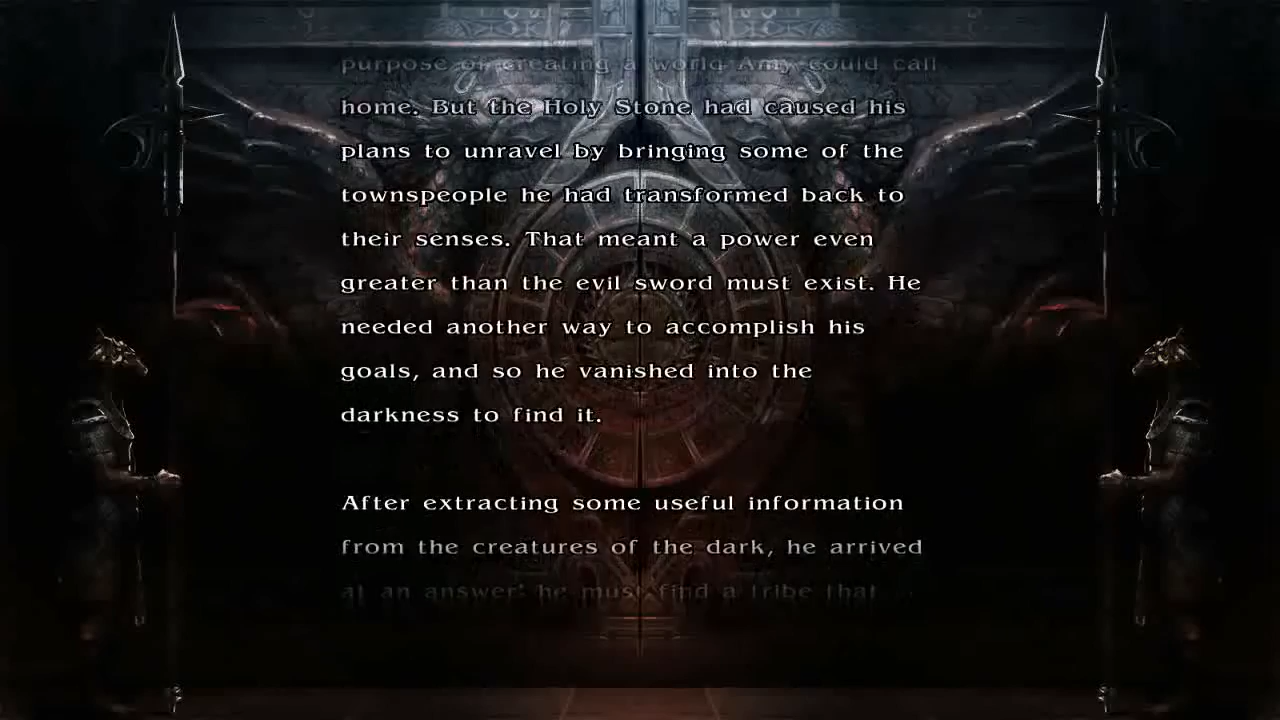 purpose of creating a world Amy could call
home. But the Holy Stone had caused his
plans to unravel by bringing some of the
townspeople he had transformed back to
their senses. That meant a power even
greater than the evil sword must exist. He
needed another way to accomplish his
goals, and so he vanished into the
darkness to find it.
After extracting some useful information
from the creatures of the dark, he arrived
at an answer: he must find a tribe that